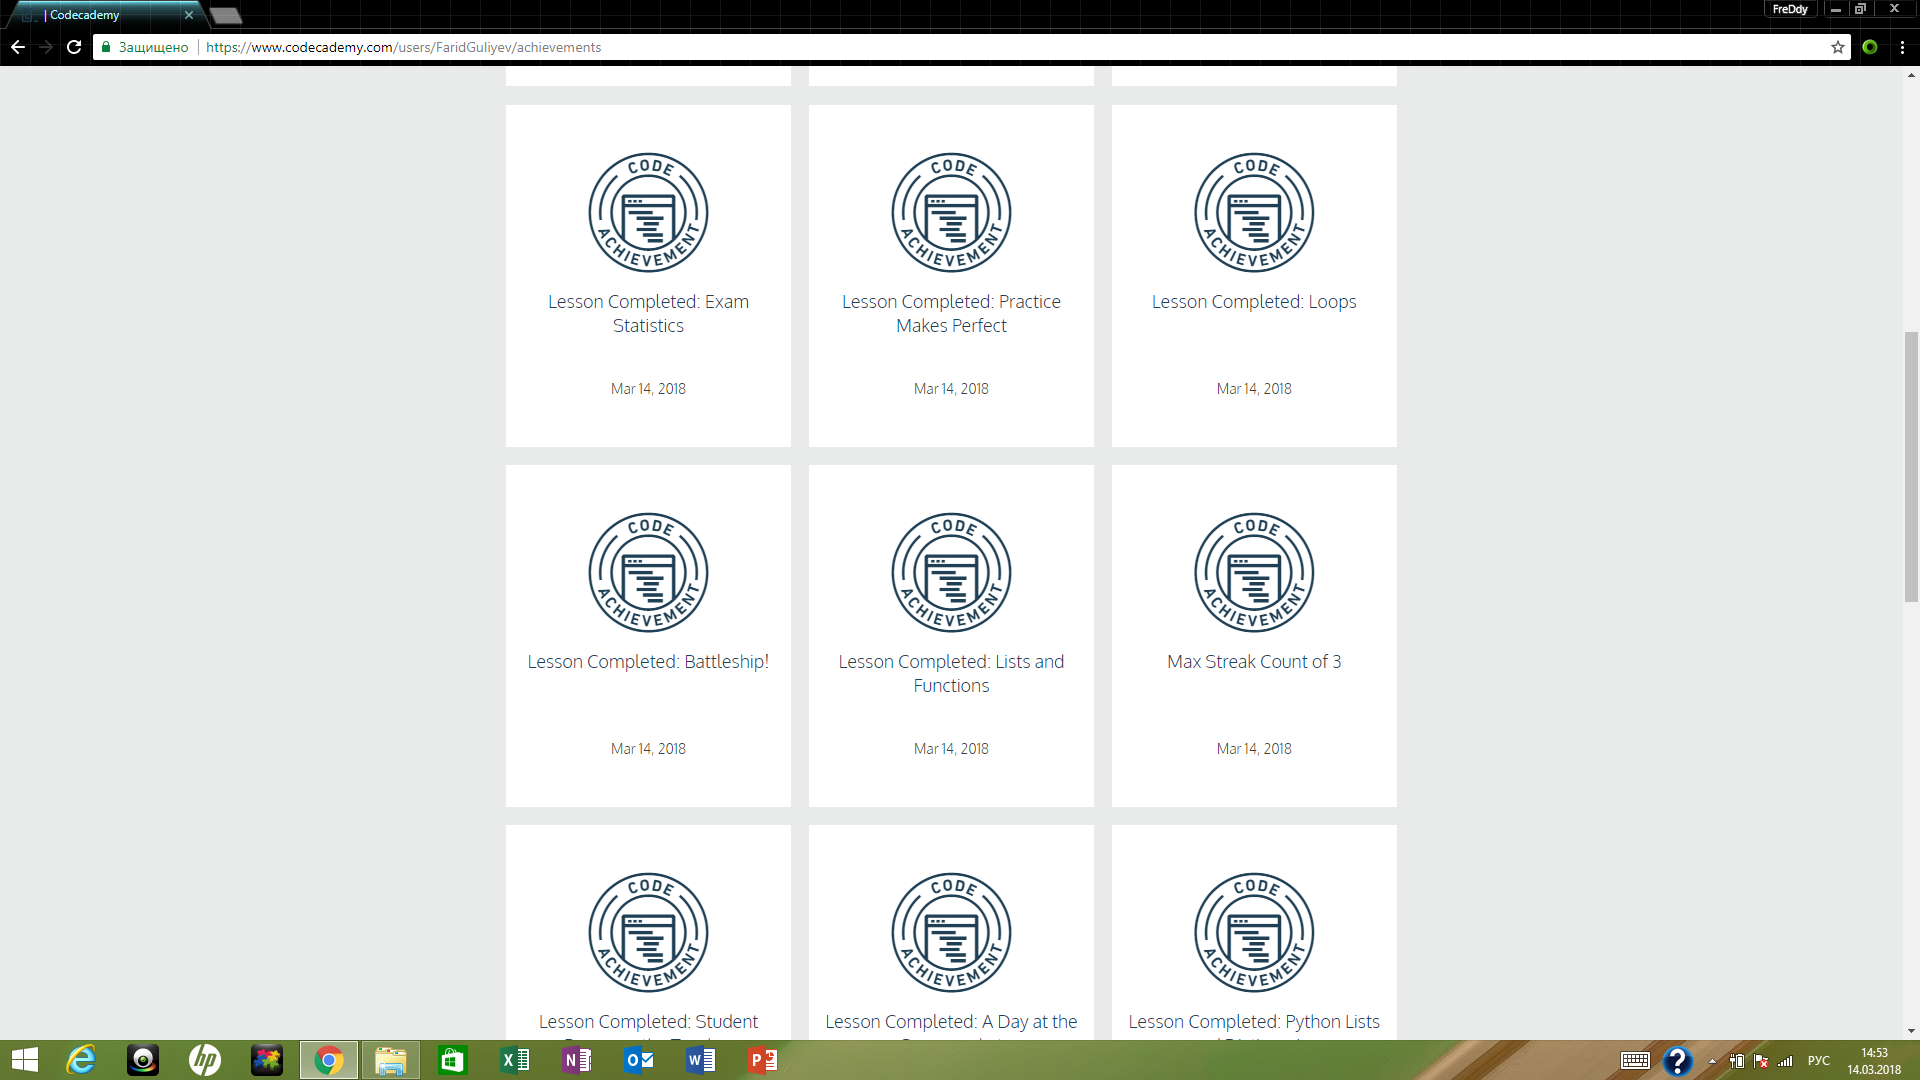 | Codecademy
FreDdy
Защищено
https://www.codecademy.com/users/FaridGuliyev/achievements
CODE ACHIEVEMENT
CODE ACHIEVEMENT
CODE ACHIEVEMENT
Lesson Completed: Exam
Statistics
Lesson Completed: Practice
Makes Perfect
Lesson Completed: Loops
Mar 14, 2018
Mar 14, 2018
Mar 14, 2018
CODE ACHIEVEMENT
CODE ACHIEVEMENT
CODE ACHIEVEMENT
Lesson Completed: Battleship!
Lesson Completed: Lists and
Functions
Max Streak Count of 3
Mar 14, 2018
Mar 14, 2018
Mar 14, 2018
CODE ACHIEVEMENT
CODE ACHIEVEMENT
CODE ACHIEVEMENT
Lesson Completed: Student
Lesson Completed: A Day at the
Lesson Completed: Python Lists
hp
РУС
14:53
14.03.2018